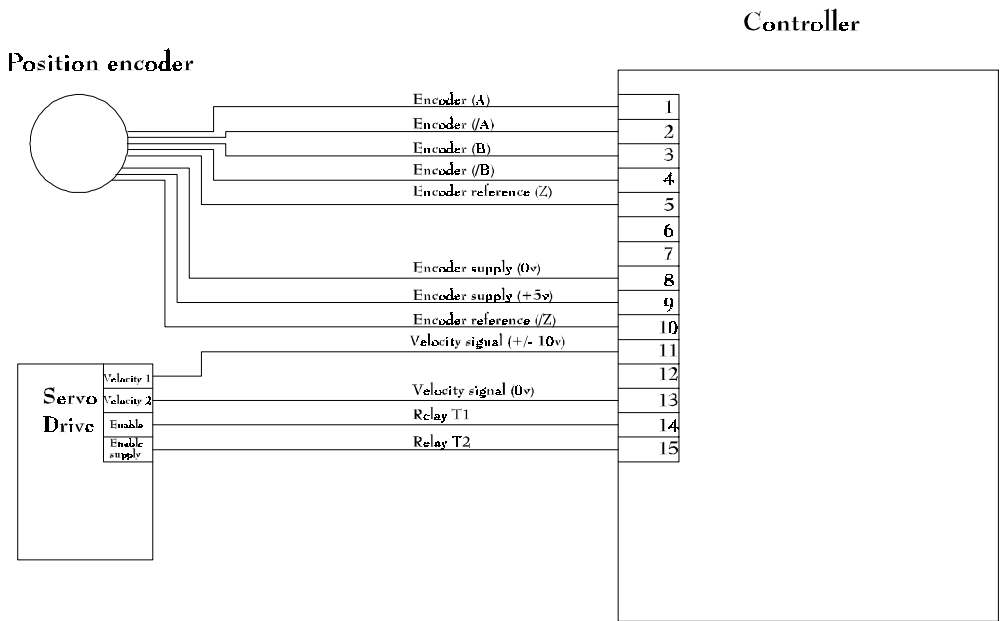 Controller
Position encoder
Encoder (A)
1
Encoder (/A)
2
Encoder (B)
3
Encoder (/B)
4
Encoder reference (Z)
5
6
7
Encoder supply (0v)
8
Encoder supply (+5v)
9
Encoder reference (/Z)
10
Velocity signal (+/- 10v)
11
Servo
Drive
Velocity 1
12
Velocity 2
Velocity signal (0v)
13
Enable
Relay T1
14
Enable
supply
Relay T2
15